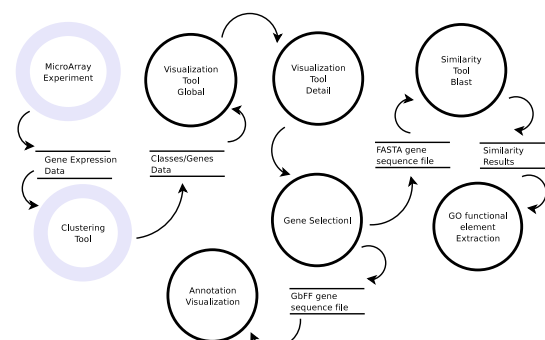 MicroArray
Experiment
Gene Expression
Data
Clustering
Tool
Visualization
Tool
Global
Classes/Genes
Data
Visualization
Tool
Detail
Gene Selectionl
Annotation
Visualization
GbFF gene
sequence file
FASTA gene
sequence file
Similarity
Tool
Blast
Similarity
Results
GO functional
element
Extraction